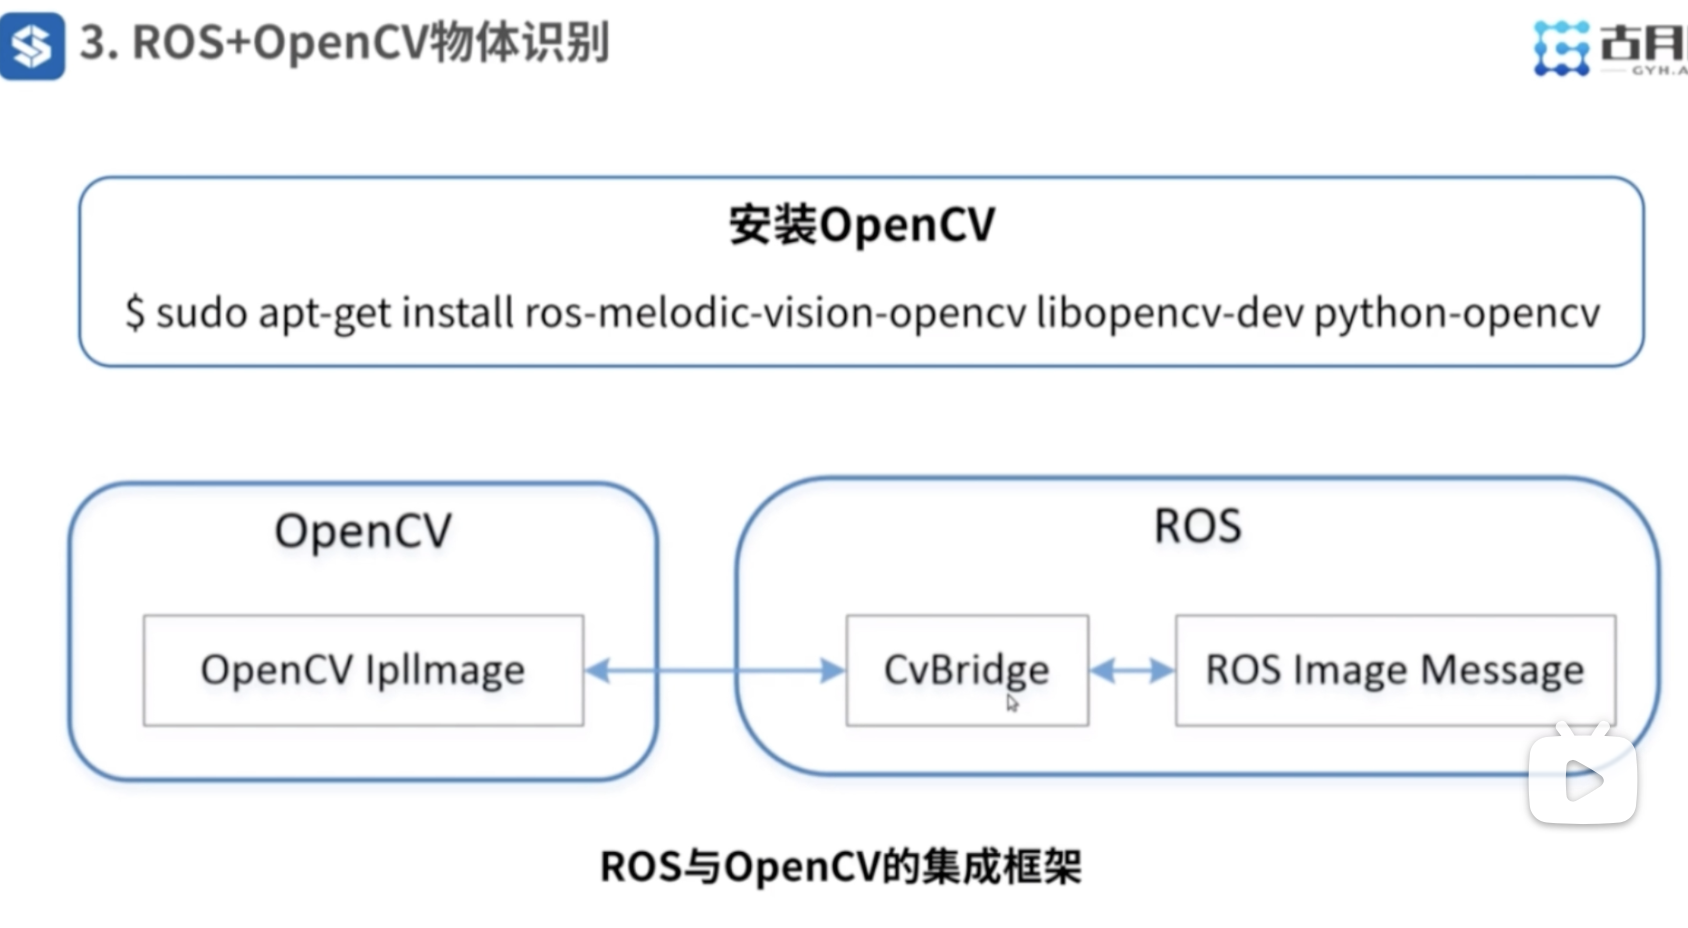 3. ROS+OpenCV物体识别
古月
GYH.A
安装OpenCV
$ sudo apt-get install ros-melodic-vision-opencv libopencv-dev python-opencv
OpenCV
ROS
OpenCV IplImage
CvBridge
ROS Image Message
ROS与OpenCV的集成框架